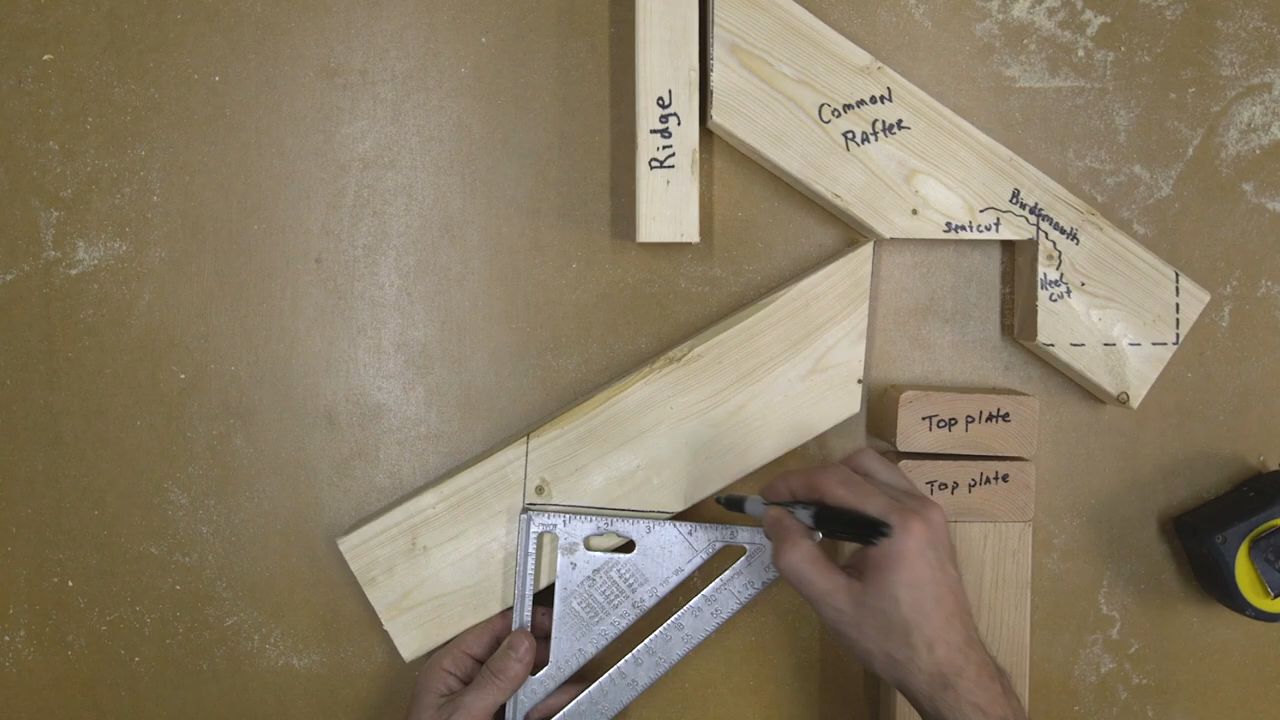 Ridge
Common
Rafter
Birdsmouth
seatcut
Heel
cut
Top plate
Top plate